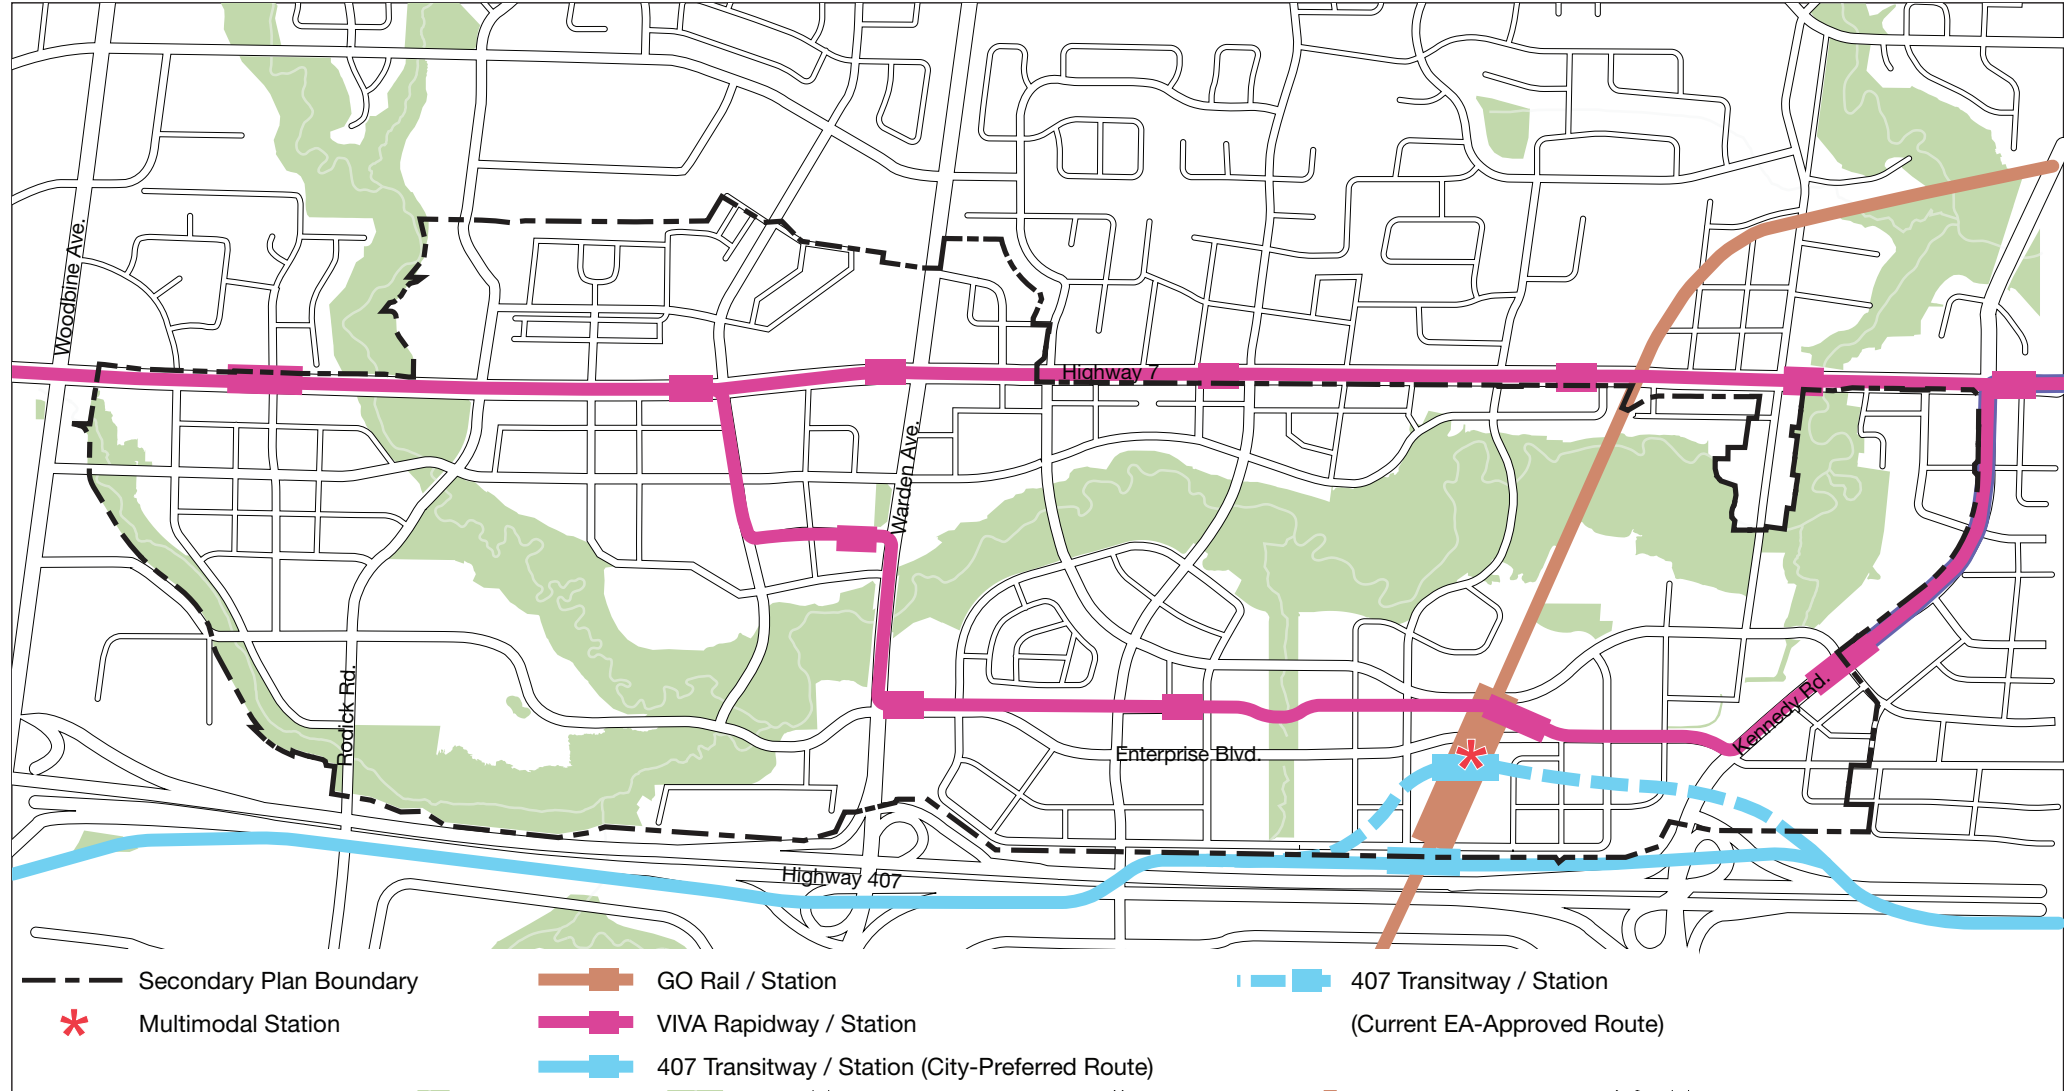 Woodbine Ave.
Highway 7
Warden Ave.
Rodick Rd.
Kennedy Rd.
Enterprise Blvd.
*
Highway 407
Secondary Plan Boundary
GO Rail / Station
407 Transitway / Station
* Multimodal Station
VIVA Rapidway / Station
(Current EA-Approved Route)
407 Transitway / Station (City-Preferred Route)